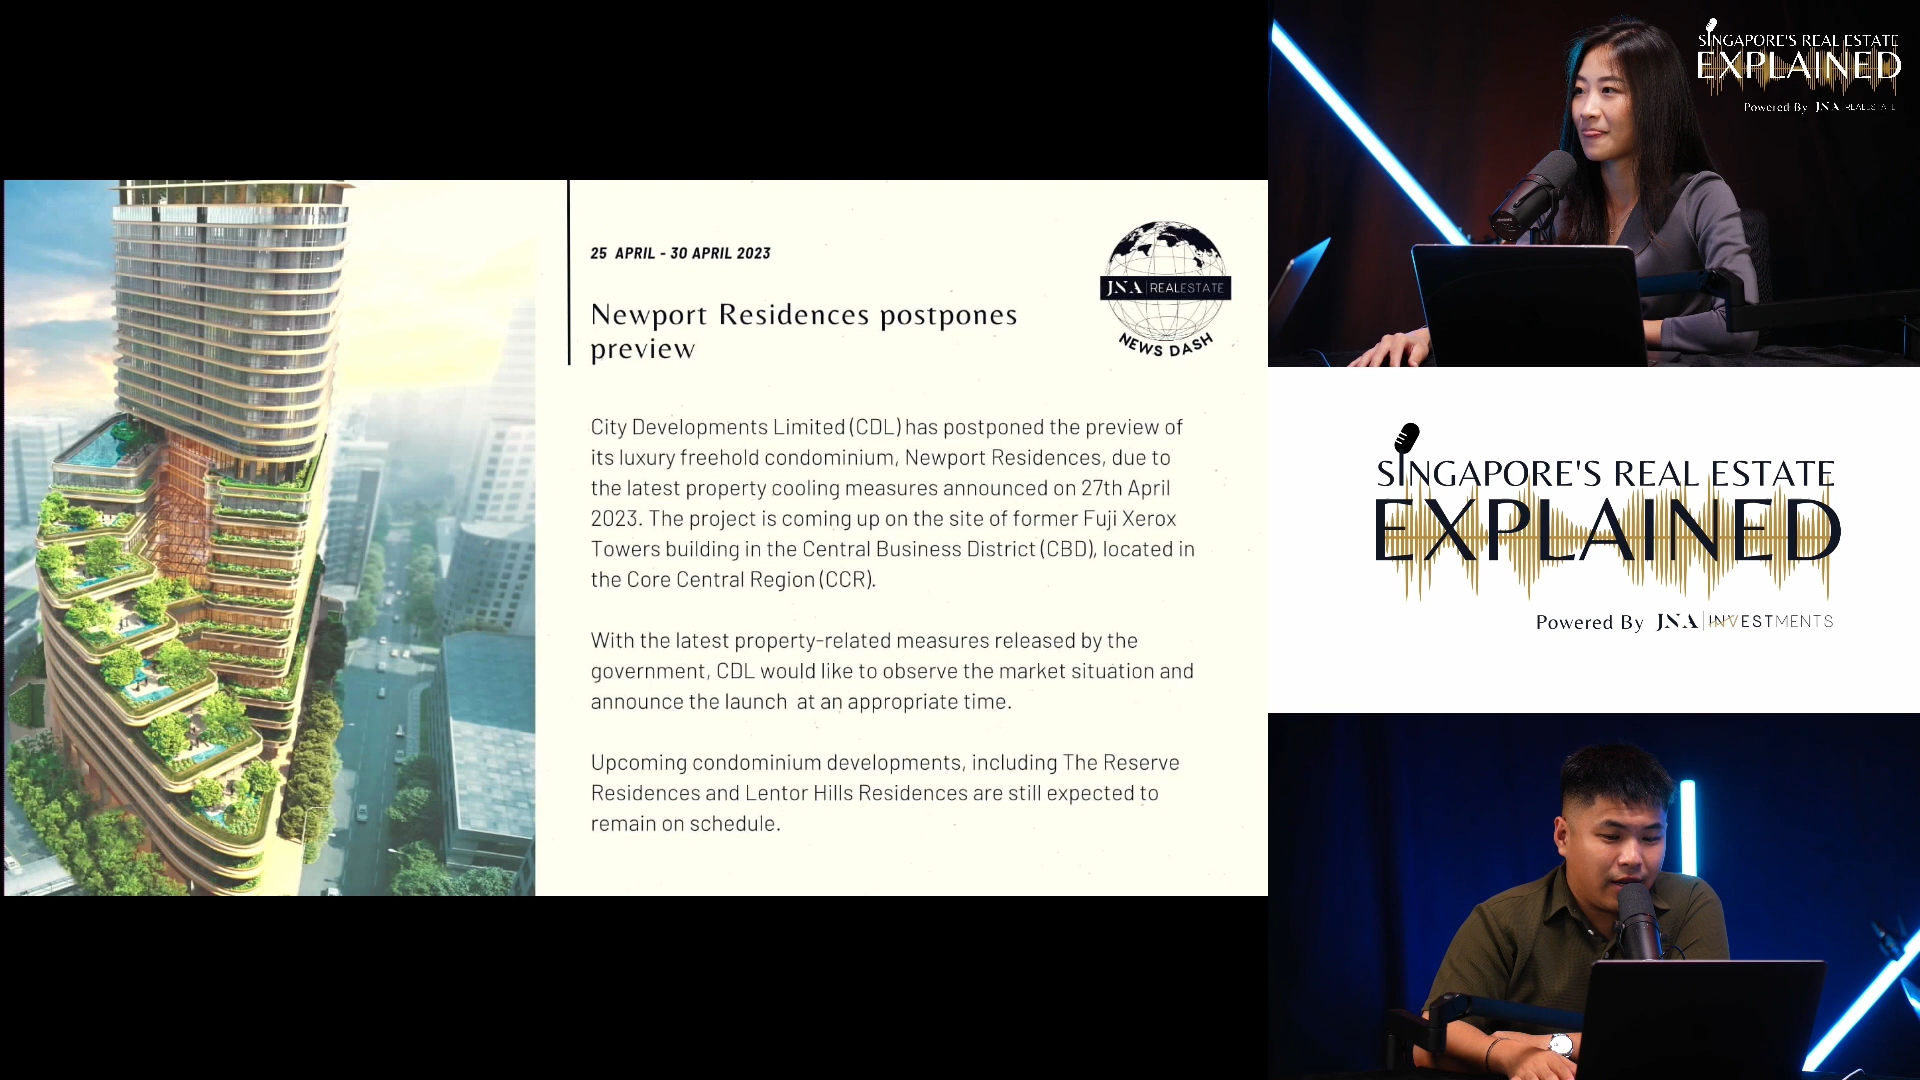 25 APRIL - 30 APRIL 2023
Newport Residences postpones
preview
JNA REALESTATE
NEWS DASH
City Developments Limited (CDL) has postponed the preview of
its luxury freehold condominium, Newport Residences, due to
the latest property cooling measures announced on 27th April
2023. The project is coming up on the site of former Fuji Xerox
Towers building in the Central Business District (CBD), located in
the Core Central Region (CCR).
With the latest property-related measures released by the
government, CDL would like to observe the market situation and
announce the launch at an appropriate time.
Upcoming condominium developments, including The Reserve
Residences and Lentor Hills Residences are still expected to
remain on schedule.
SINGAPORE'S REAL ESTATE
EXPLAINED
Powered By JNA REALESTATE
SINGAPORE'S REAL ESTATE
EXPLAINED
Powered By JNA INVESTMENTS